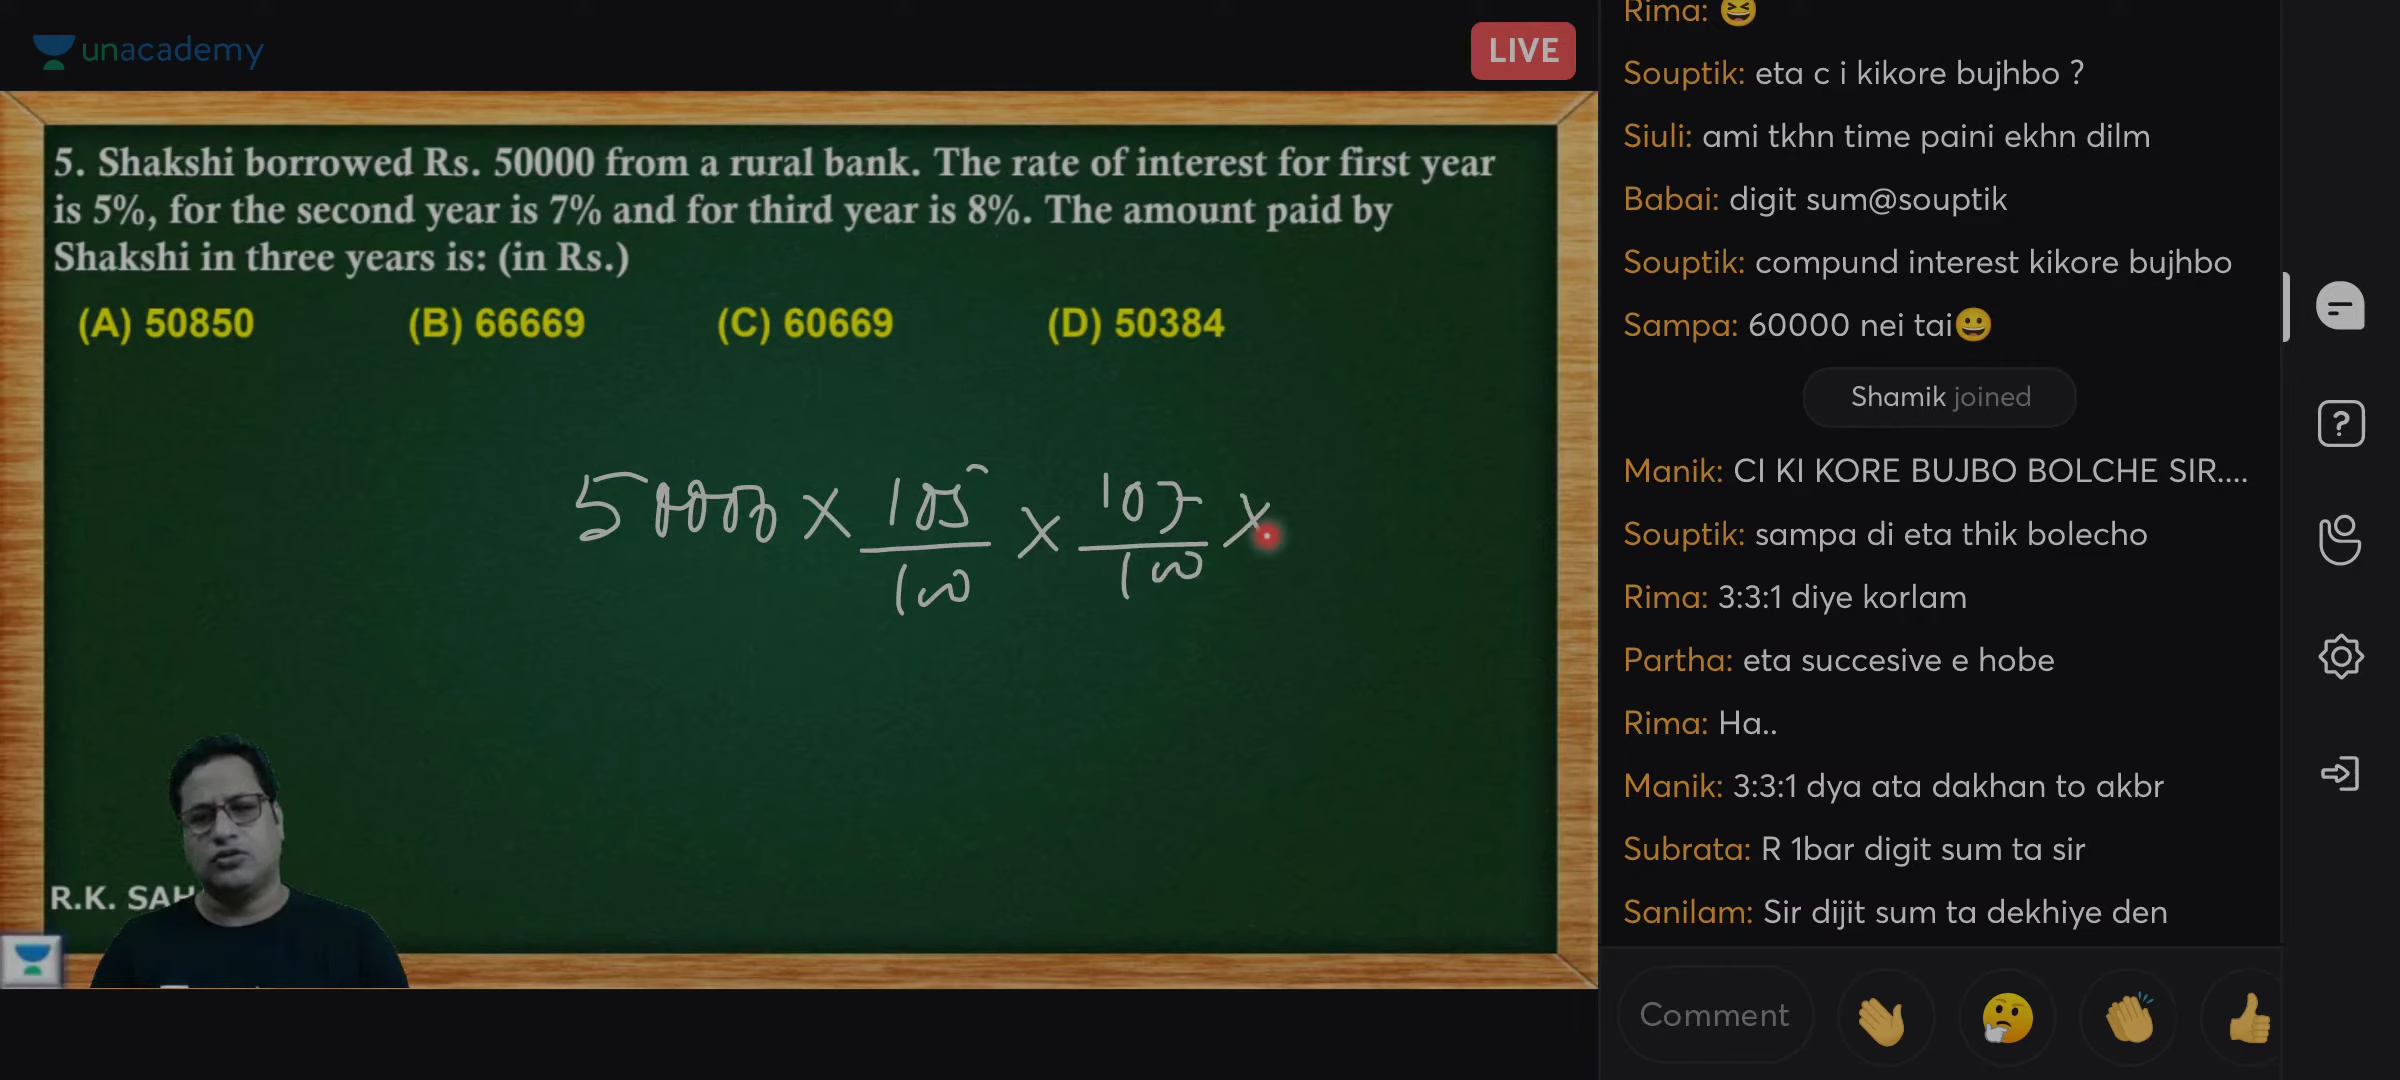 unacademy
LIVE
5. Shakshi borrowed Rs. 50000 from a rural bank. The rate of interest for first year
is 5%, for the second year is 7% and for third year is 8%. The amount paid by
Shakshi in three years is: (in Rs.)
(A) 50850 (B) 66669 (C) 60669 (D) 50384
50000 × 105/100 × 107/100 ×
R.K. SAH
Rima: 😆
Souptik: eta c i kikore bujhbo ?
Siuli: ami tkhn time paini ekhn dilm
Babai: digit sum@souptik
Souptik: compund interest kikore bujhbo
Sampa: 60000 nei tai😀
Shamik joined
Manik: CI KI KORE BUJBO BOLCHE SIR....
Souptik: sampa di eta thik bolecho
Rima: 3:3:1 diye korlam
Partha: eta succesive e hobe
Rima: Ha..
Manik: 3:3:1 dya ata dakhan to akbr
Subrata: R 1bar digit sum ta sir
Sanilam: Sir dijit sum ta dekhiye den
Comment